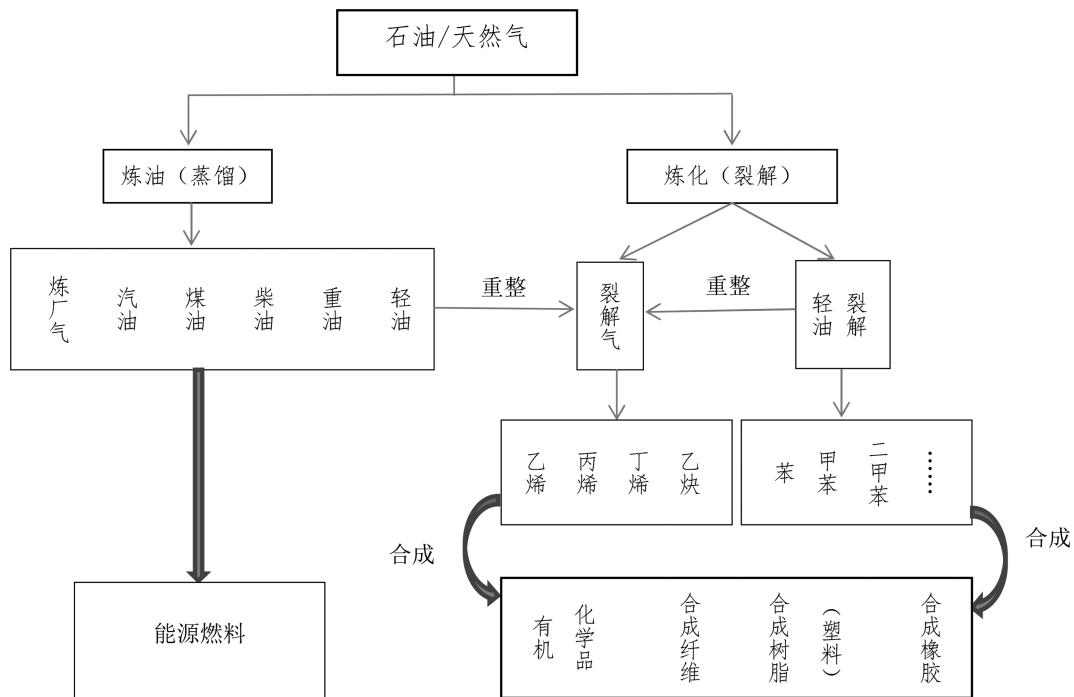 石油/天然气
炼油（蒸馏）
炼化（裂解）
炼厂气
汽油
煤油
柴油
重油
轻油
重整
裂解气
重整
轻油
裂解
乙烯
丙烯
丁烯
乙炔
苯
甲苯
二甲苯
……
合成
合成
能源燃料
有机
化学品
合成纤维
合成树脂
（塑料）
合成橡胶